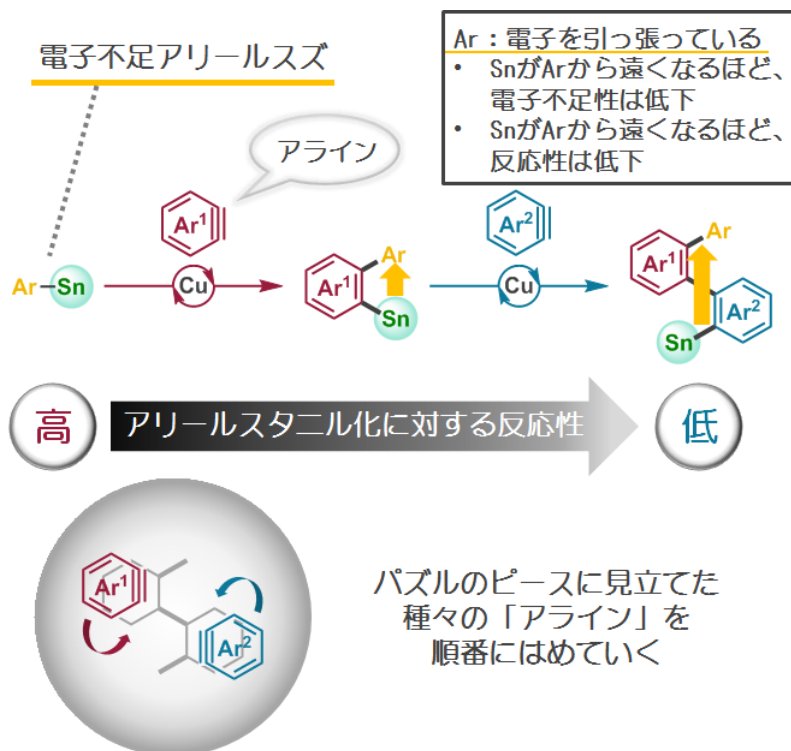 電子不足アリールスズ
Ar：電子を引っ張っている
• SnがArから遠くなるほど、
電子不足性は低下
• SnがArから遠くなるほど、
反応性は低下
アライン
Ar1
Ar2
Ar
Sn
Cu
Ar1
Ar
Sn
Cu
Ar1
Ar
Ar2
Sn
高
アリールスタニル化に対する反応性
低
Ar1
Ar2
パズルのピースに見立てた
種々の「アライン」を
順番にはめていく